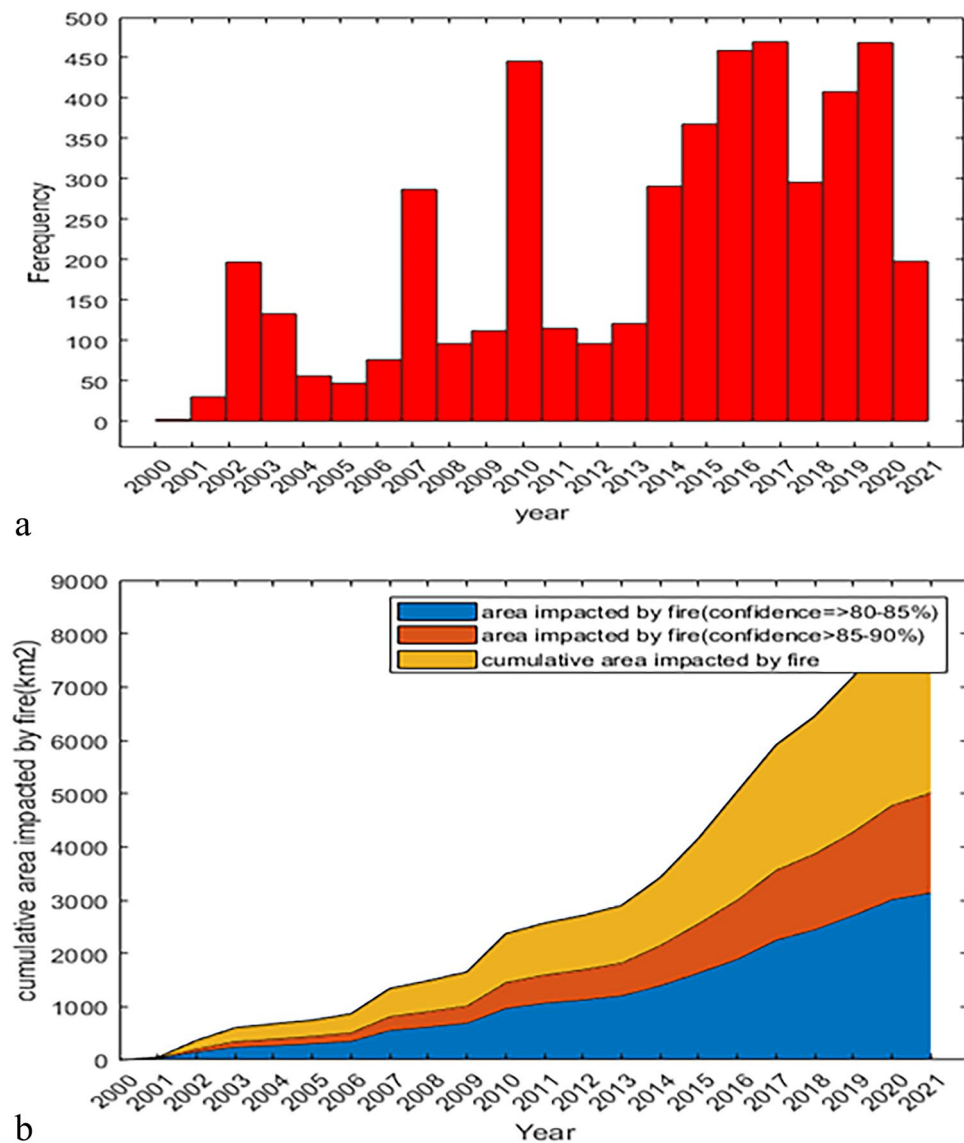 500
450
400
350
300
250
200
150
100
50
0
Ferequency
2000 2001 2002 2003 2004 2005 2006 2007 2008 2009 2010 2011 2012 2013 2014 2015 2016 2017 2018 2019 2020 2021
year
a
9000
8000
7000
6000
5000
4000
3000
2000
1000
0
cumulative area impacted by fire(km2)
area impacted by fire(confidence=>80-85%)
area impacted by fire(confidence>85-90%)
cumulative area impacted by fire
2000 2001 2002 2003 2004 2005 2006 2007 2008 2009 2010 2011 2012 2013 2014 2015 2016 2017 2018 2019 2020 2021
Year
b